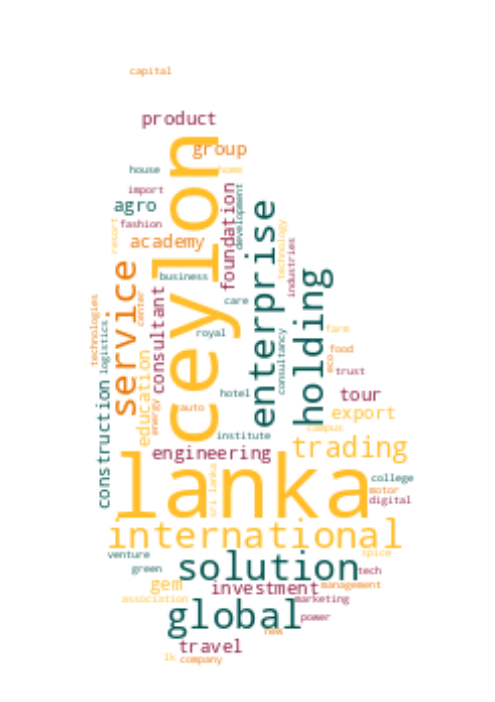 capital
product
group
house
home
import
agro
fashion
ceylon
foundation
development
enterprise
resort
academy
technology
industries
business
service
holding
center
consultant
care
technologies
logistics
royal
consultancy
farm
education
food
eco
trust
construction
energy
auto
hotel
tour
export
campus
institute
engineering
trading
lanka
sri lanka
college
motor
digital
international
venture
spice
green
solution
tech
gem
investment
management
association
marketing
global
power
new
travel
lk
company